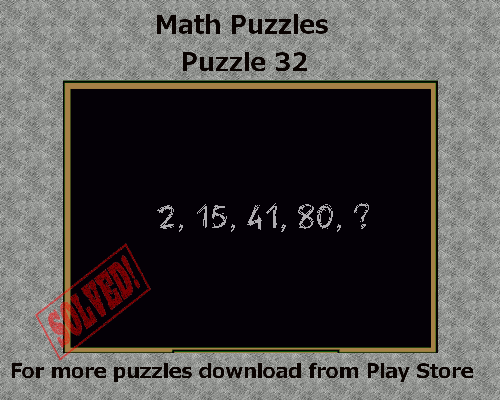 Math Puzzles
Puzzle 32
2, 15, 41, 80, ?
SOLVED!
For more puzzles download from Play Store